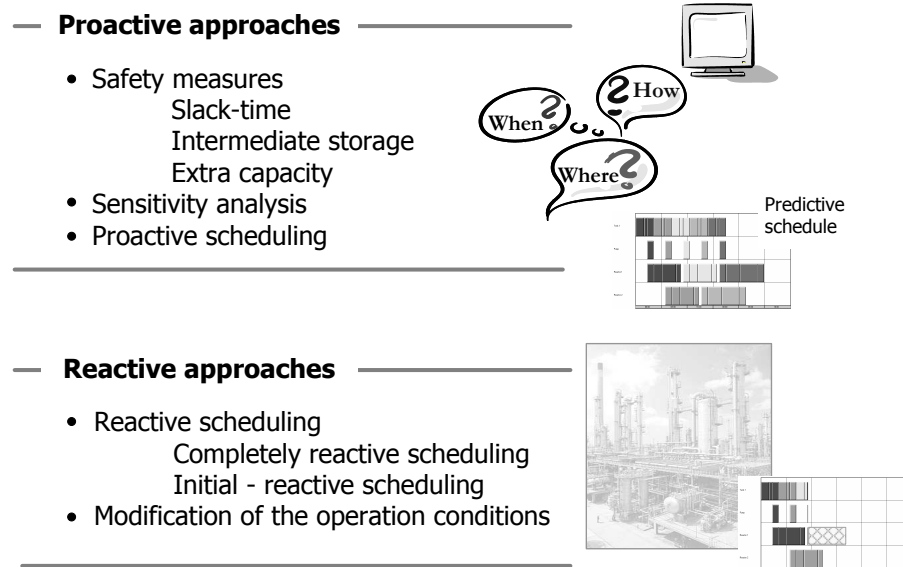 Proactive approaches
• Safety measures
Slack-time
Intermediate storage
Extra capacity
• Sensitivity analysis
• Proactive scheduling
How
When
Where
Predictive
schedule
Reactive approaches
• Reactive scheduling
Completely reactive scheduling
Initial - reactive scheduling
• Modification of the operation conditions